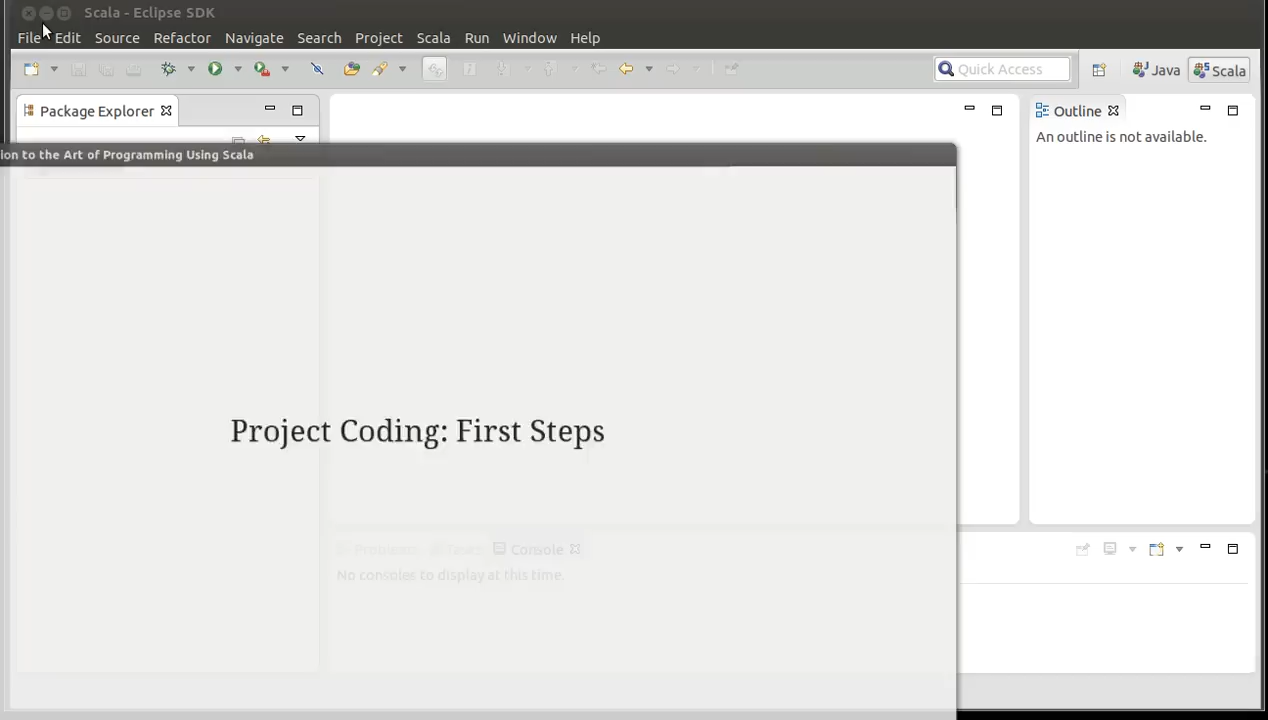 Scala - Eclipse SDK
File Edit Source Refactor Navigate Search Project Scala Run Window Help
Quick Access
Java
Scala
Package Explorer
Outline
An outline is not available.
ion to the Art of Programming Using Scala
Project Coding: First Steps
Problems Tasks Console
No consoles to display at this time.